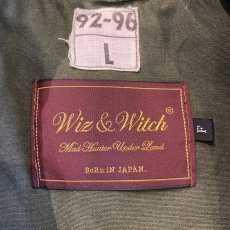 92-96
L
Wiz & Witch®
Mad Hunter Under Land
BoRn iN JAPAN.